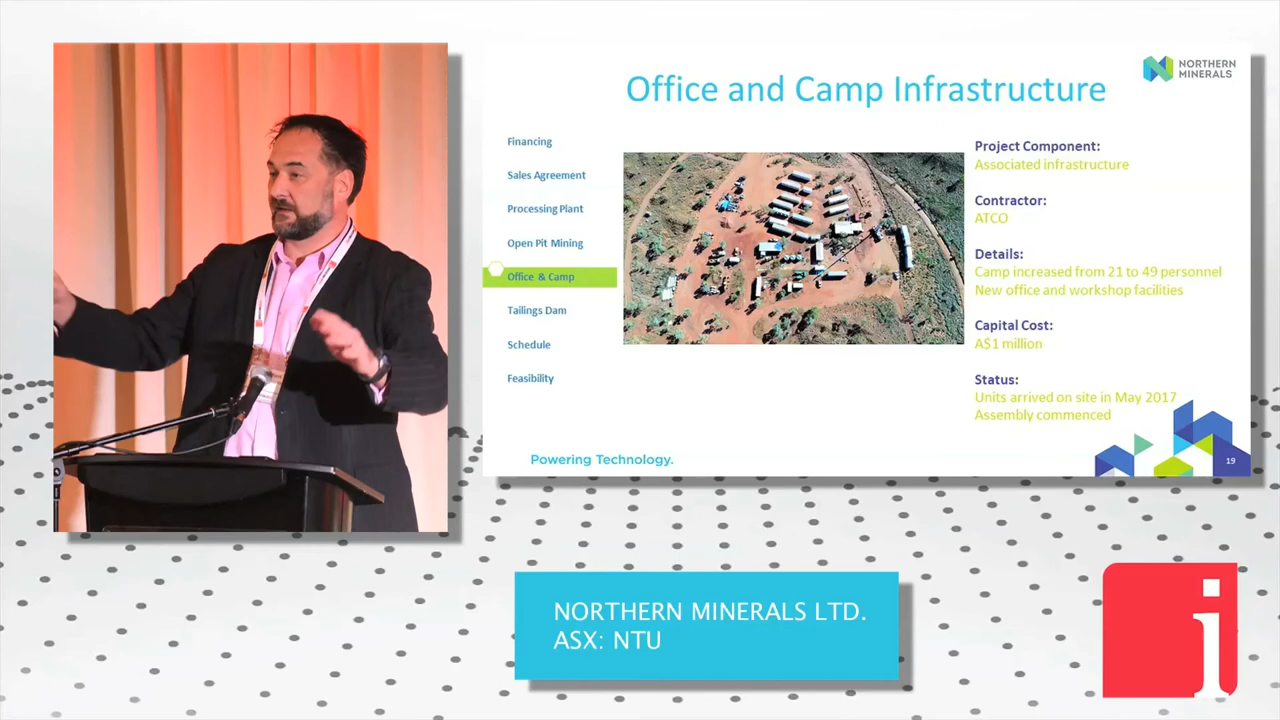 Office and Camp Infrastructure
NORTHERN
MINERALS
Financing
Sales Agreement
Processing Plant
Open Pit Mining
Office & Camp
Tailings Dam
Schedule
Feasibility
Project Component:
Associated infrastructure
Contractor:
ATCO
Details:
Camp increased from 21 to 49 personnel
New office and workshop facilities
Capital Cost:
A$1 million
Status:
Units arrived on site in May 2017
Assembly commenced
Powering Technology.
19
NORTHERN MINERALS LTD.
ASX: NTU
i